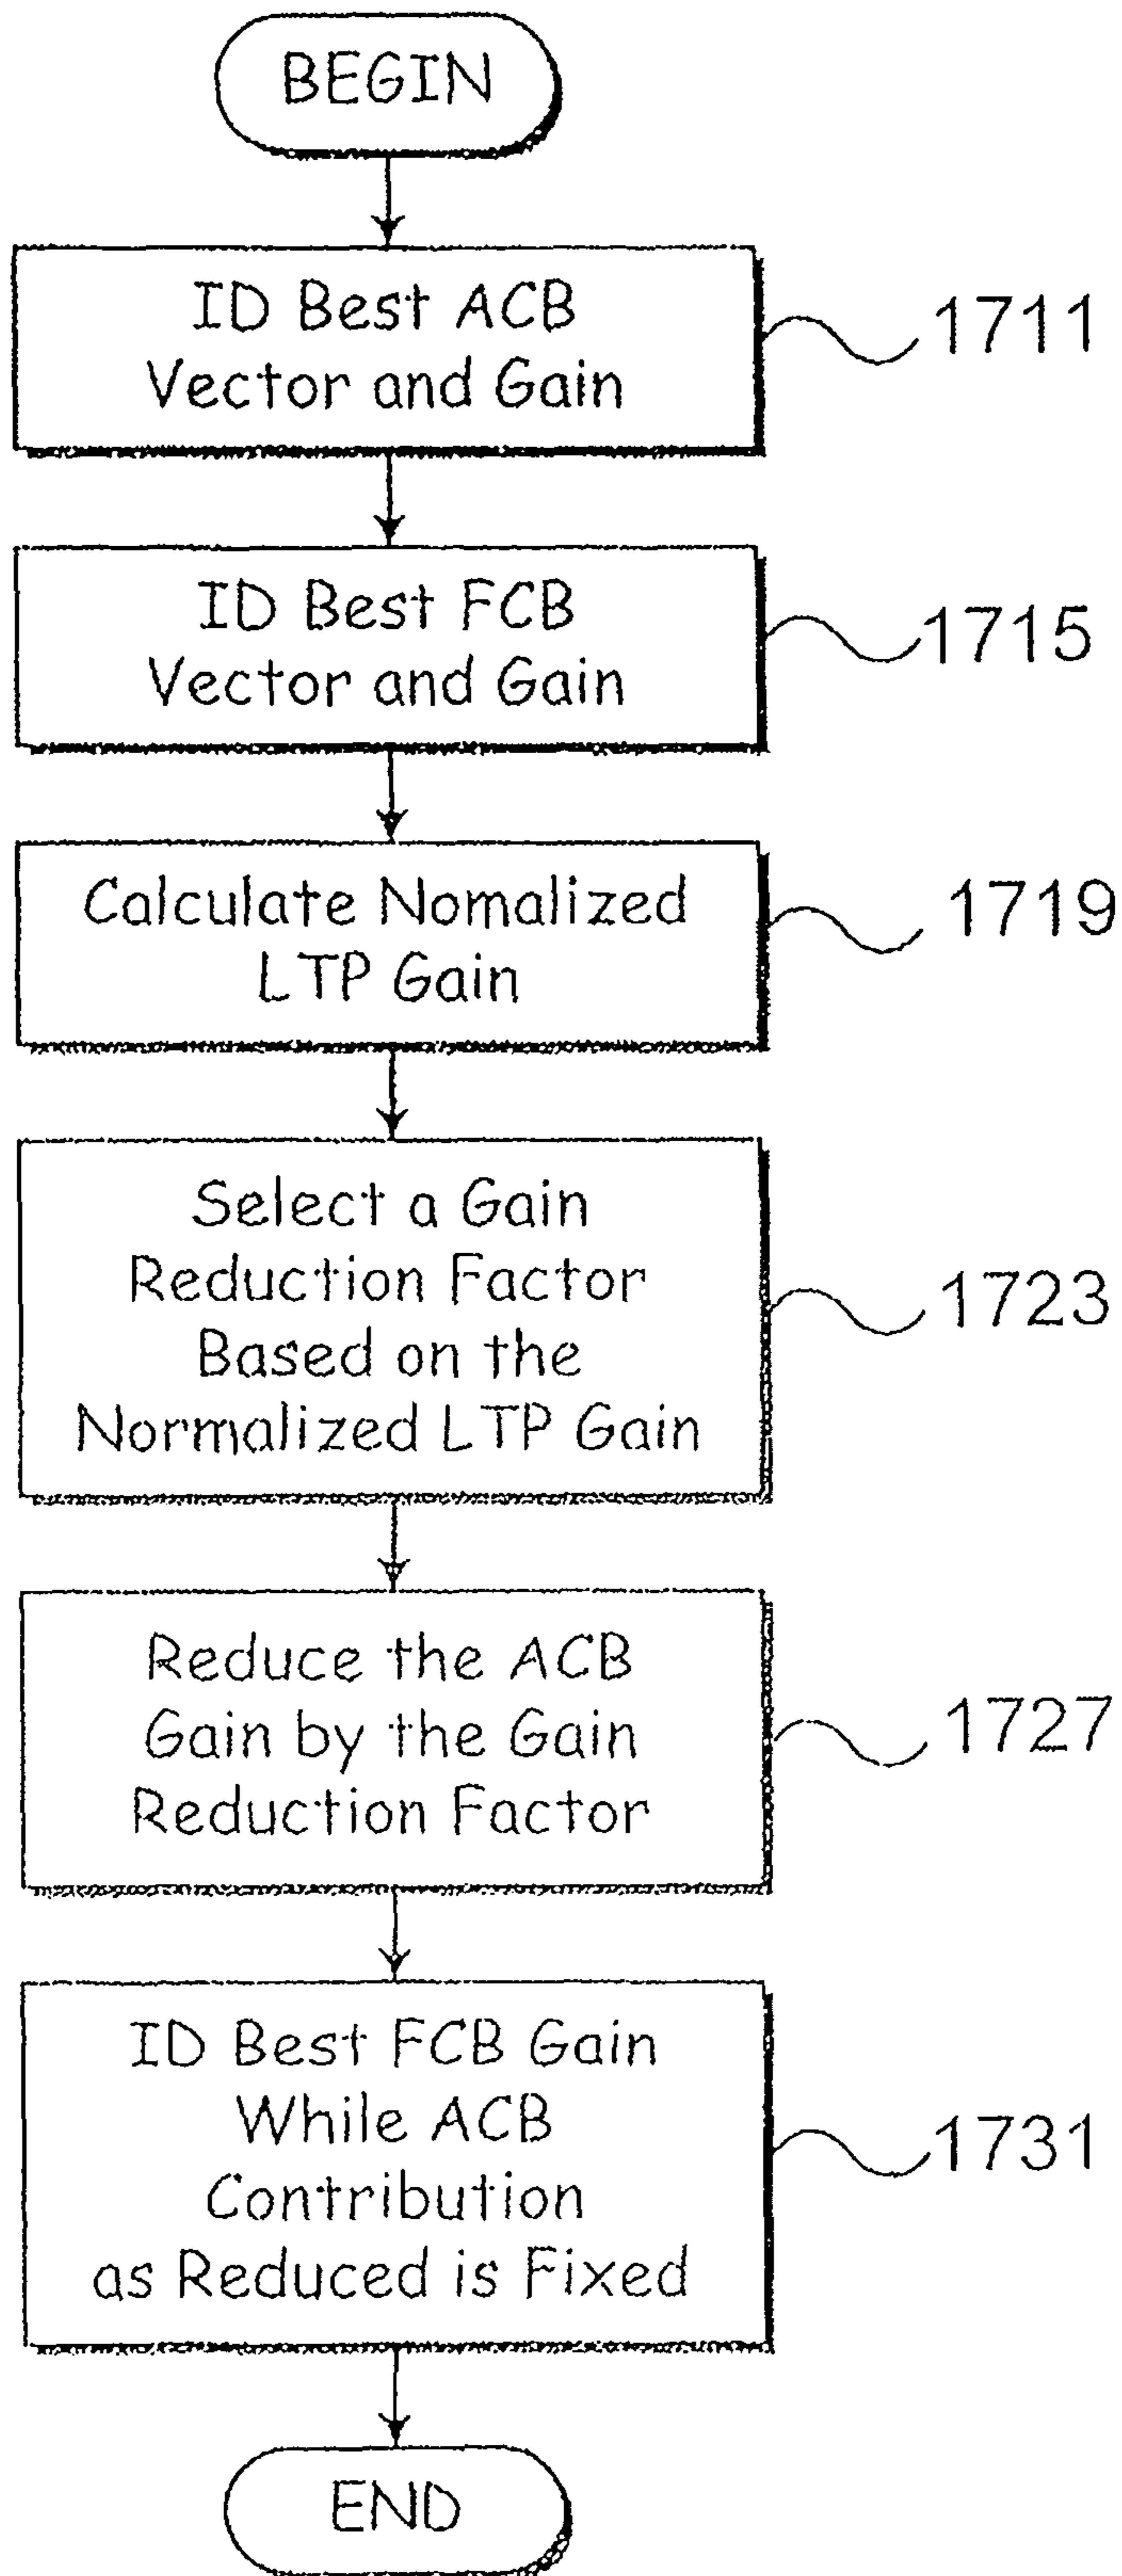 BEGIN
ID Best ACB
Vector and Gain
1711
ID Best FCB
Vector and Gain
1715
Calculate Nomalized
LTP Gain
1719
Select a Gain
Reduction Factor
Based on the
Normalized LTP Gain
1723
Reduce the ACB
Gain by the Gain
Reduction Factor
1727
ID Best FCB Gain
While ACB
Contribution
as Reduced is Fixed
1731
END